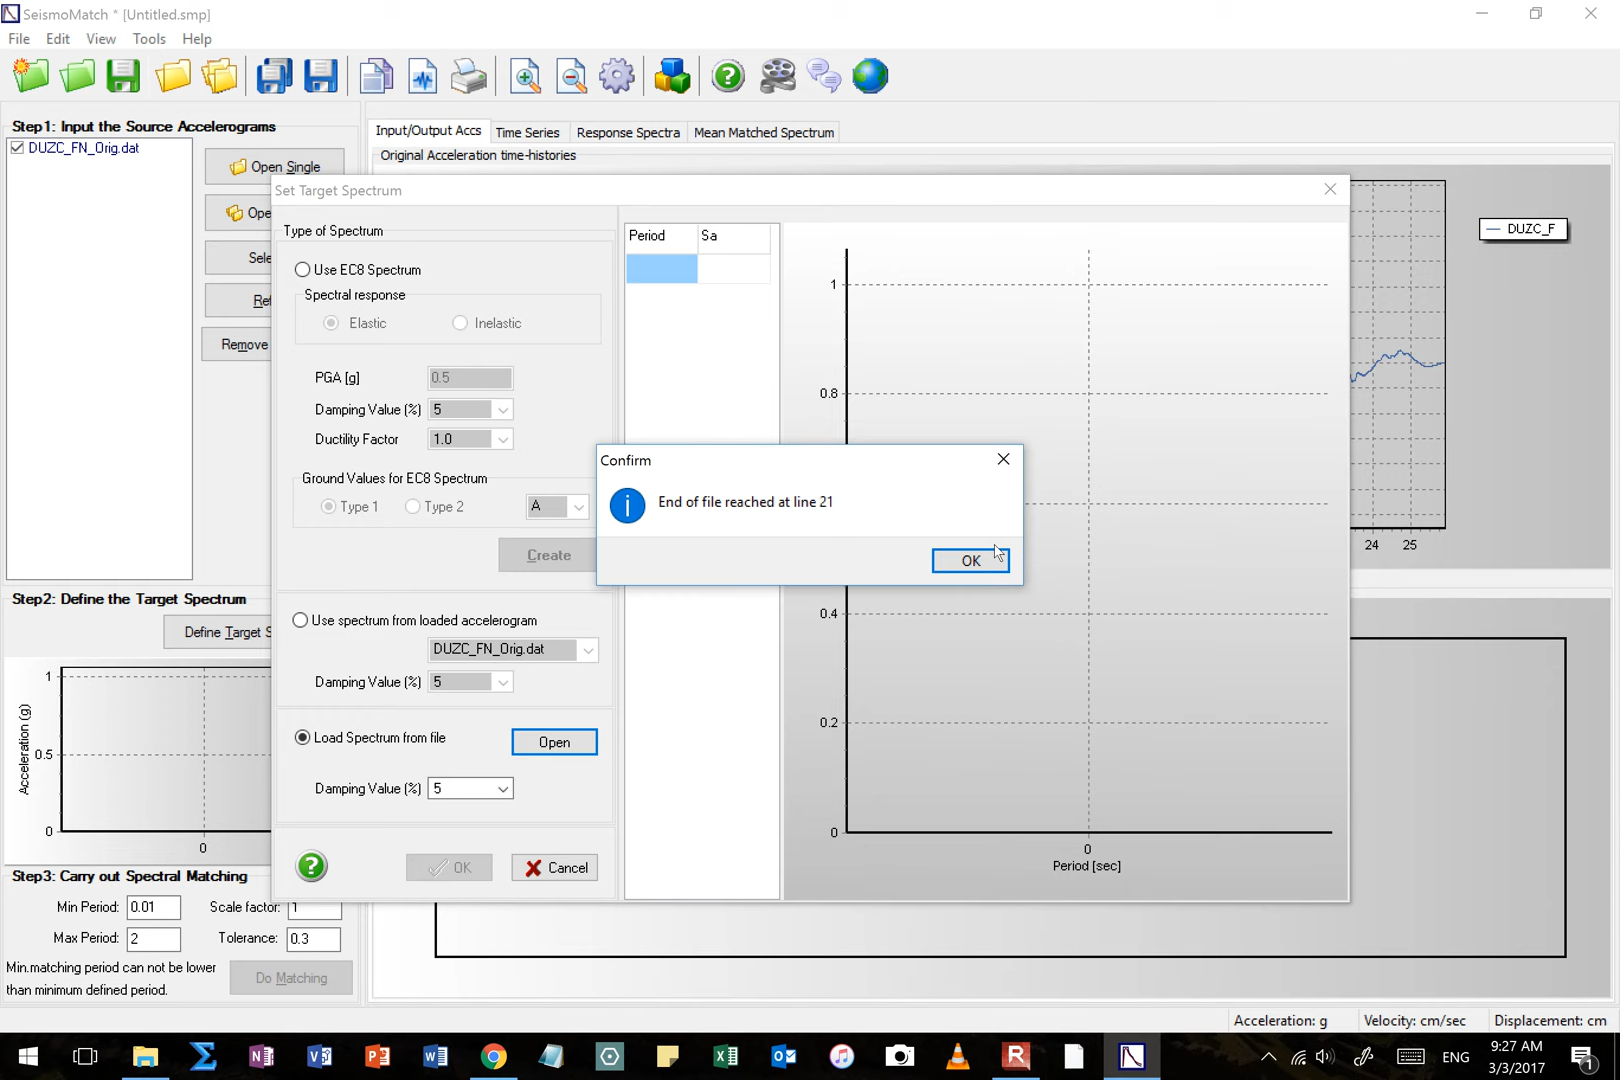 SeismoMatch * [Untitled.smp]
File Edit View Tools Help
Step1: Input the Source Accelerograms
DUZC_FN_Orig.dat
Open Single
Ope
Sele
Remove
Input/Output Accs Time Series Response Spectra Mean Matched Spectrum
Original Acceleration time-histories
DUZC_F
24 25
Set Target Spectrum
Type of Spectrum
Use EC8 Spectrum
Spectral response
Elastic Inelastic
PGA [g] 0.5
Damping Value (%) 5
Ductility Factor 1.0
Ground Values for EC8 Spectrum
Type 1 Type 2 A
Create
Use spectrum from loaded accelerogram
DUZC_FN_Orig.dat
Damping Value (%) 5
Load Spectrum from file Open
Damping Value (%) 5
OK Cancel
Period Sa
1
0.8
0.4
0.2
0
0
Period [sec]
Confirm
End of file reached at line 21
OK
Step2: Define the Target Spectrum
Define Target S
Acceleration (g)
1
0.5
0
0
Step3: Carry out Spectral Matching
Min Period: 0.01 Scale factor: 1
Max Period: 2 Tolerance: 0.3
Min.matching period can not be lower
than minimum defined period.
Do Matching
Acceleration: g Velocity: cm/sec Displacement: cm
ENG
9:27 AM
3/3/2017
1